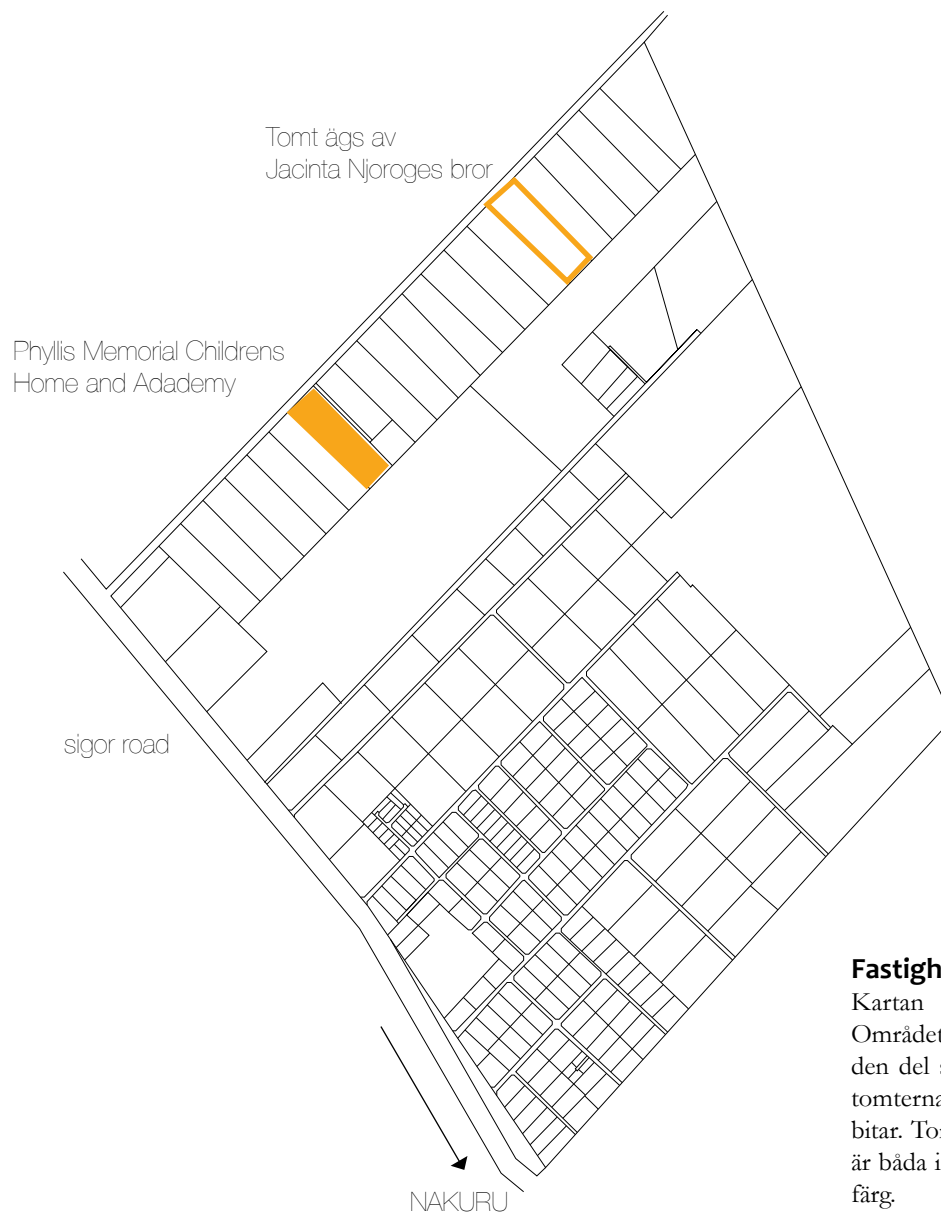 Tomt ägs av
Jacinta Njoroges bror
Phyllis Memorial Childrens
Home and Adademy
sigor road
NAKURU
Fastigh
Kartan
Området
den del s
tomterna
bitar. Tor
är båda i
färg.